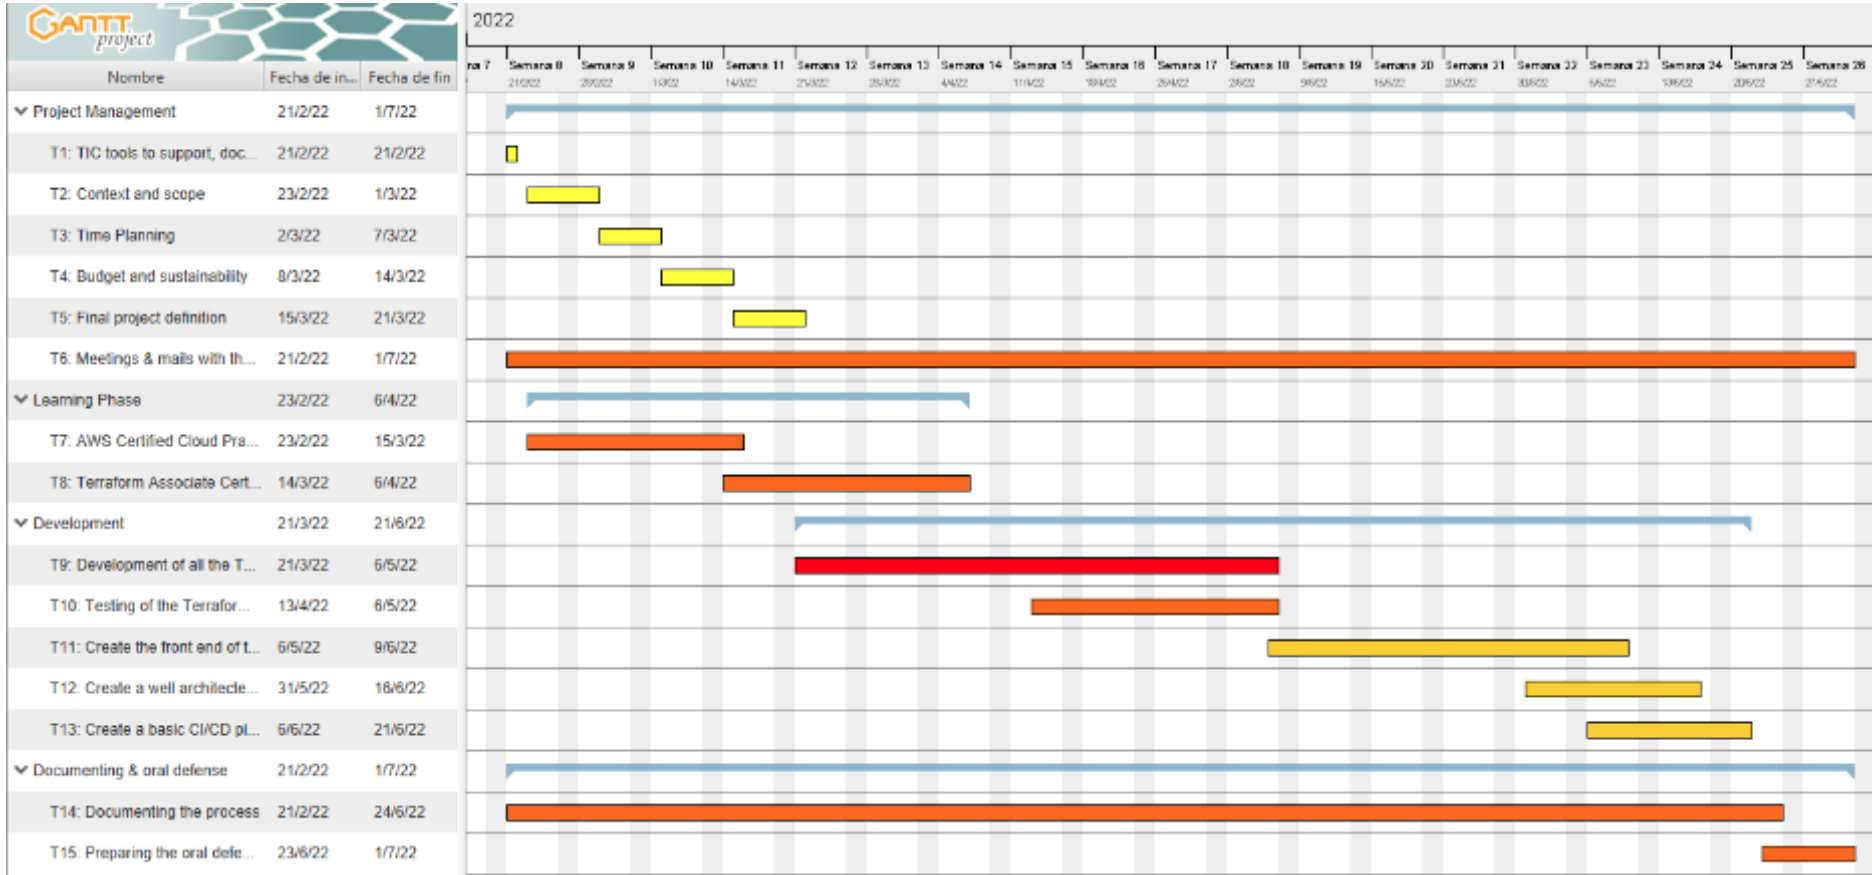 GANTT project
2022
Nombre Fecha de in... Fecha de fin
na 7 Semana 8 Semana 9 Semana 10 Semana 11 Semana 12 Semana 13 Semana 14 Semana 15 Semana 16 Semana 17 Semana 18 Semana 19 Semana 20 Semana 21 Semana 22 Semana 23 Semana 24 Semana 25 Semana 26
Project Management 21/2/22 1/7/22
T1: TIC tools to support, doc... 21/2/22 21/2/22
T2: Context and scope 23/2/22 1/3/22
T3: Time Planning 2/3/22 7/3/22
T4: Budget and sustainability 8/3/22 14/3/22
T5: Final project definition 15/3/22 21/3/22
T6: Meetings & mails with th... 21/2/22 1/7/22
Learning Phase 23/2/22 6/4/22
T7: AWS Certified Cloud Pra... 23/2/22 15/3/22
T8: Terraform Associate Cert... 14/3/22 6/4/22
Development 21/3/22 21/6/22
T9: Development of all the T... 21/3/22 6/5/22
T10: Testing of the Terrafor... 13/4/22 6/5/22
T11: Create the front end of t... 6/5/22 9/6/22
T12: Create a well architecte... 31/5/22 16/6/22
T13: Create a basic CI/CD pi... 6/6/22 21/6/22
Documenting & oral defense 21/2/22 1/7/22
T14: Documenting the process 21/2/22 24/6/22
T15: Preparing the oral defe... 23/6/22 1/7/22